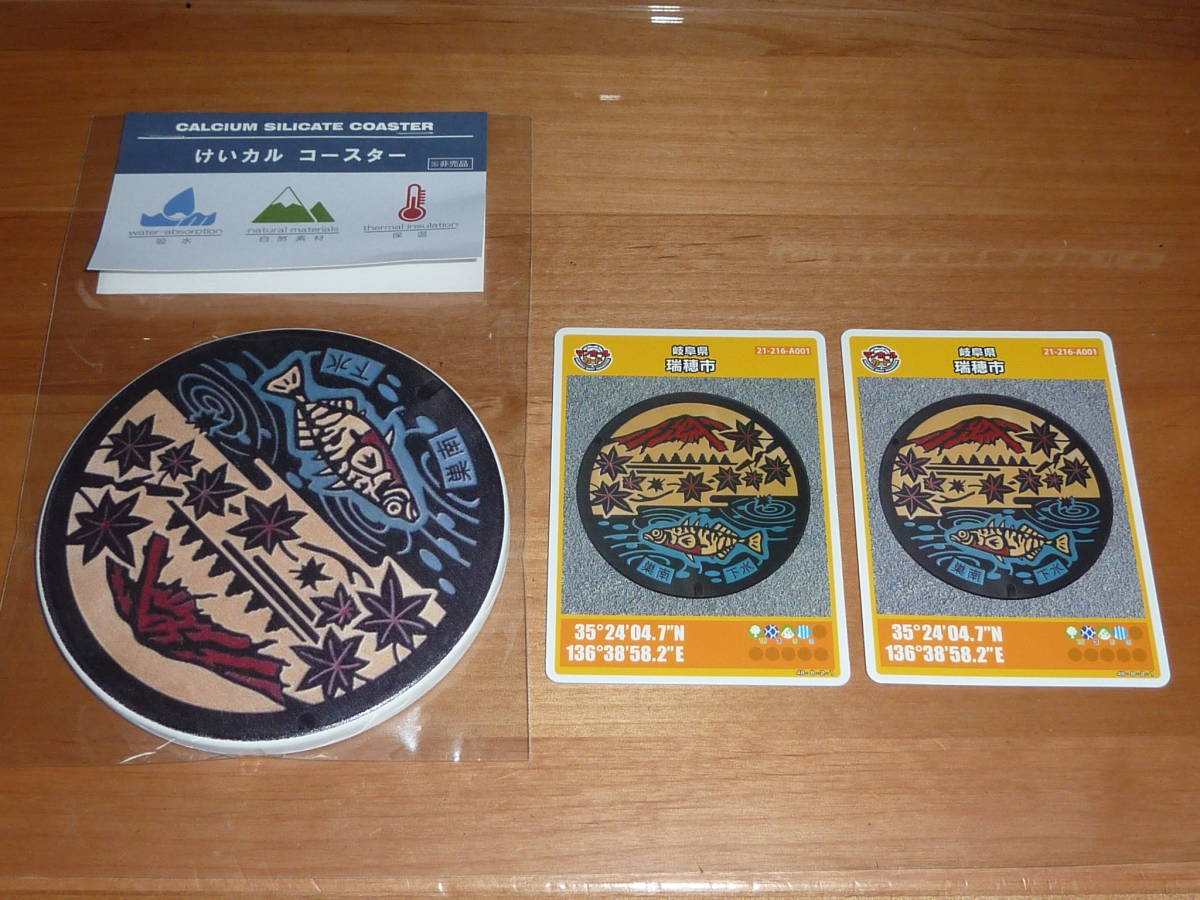 CALCIUM SILICATE COASTER
けいカル コースター
※非売品
water-absorption
吸水
natural materials
自然素材
thermal insulation
保温
下水
巣南
岐阜県
瑞穂市
21-216-A001
巣南
下水
35°24'04.7"N
136°38'58.2"E
岐阜県
瑞穂市
21-216-A001
巣南
下水
35°24'04.7"N
136°38'58.2"E